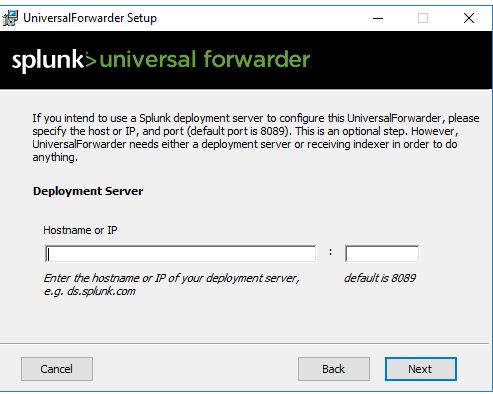 UniversalForwarder Setup
splunk>universal forwarder
If you intend to use a Splunk deployment server to configure this UniversalForwarder, please
specify the host or IP, and port (default port is 8089). This is an optional step. However,
UniversalForwarder needs either a deployment server or receiving indexer in order to do
anything.
Deployment Server
Hostname or IP
:
Enter the hostname or IP of your deployment server, default is 8089
e.g. ds.splunk.com
Cancel Back Next